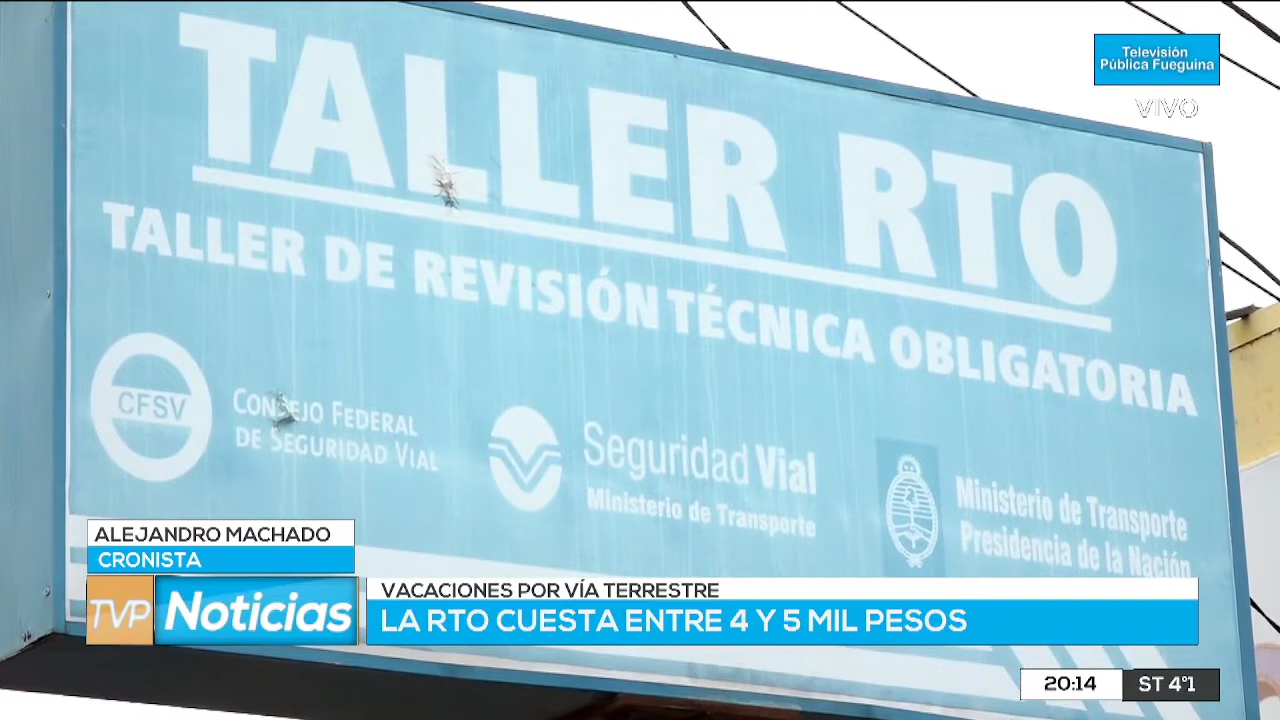 Televisión
Pública Fueguina
VIVO
TALLER RTO
TALLER DE REVISIÓN TÉCNICA OBLIGATORIA
CFSV
CONSEJO FEDERAL
DE SEGURIDAD VIAL
Seguridad Vial
Ministerio de Transporte
Ministerio de Transporte
Presidencia de la Nación
ALEJANDRO MACHADO
CRONISTA
TVP Noticias
VACACIONES POR VÍA TERRESTRE
LA RTO CUESTA ENTRE 4 Y 5 MIL PESOS
20:14 ST 4°1